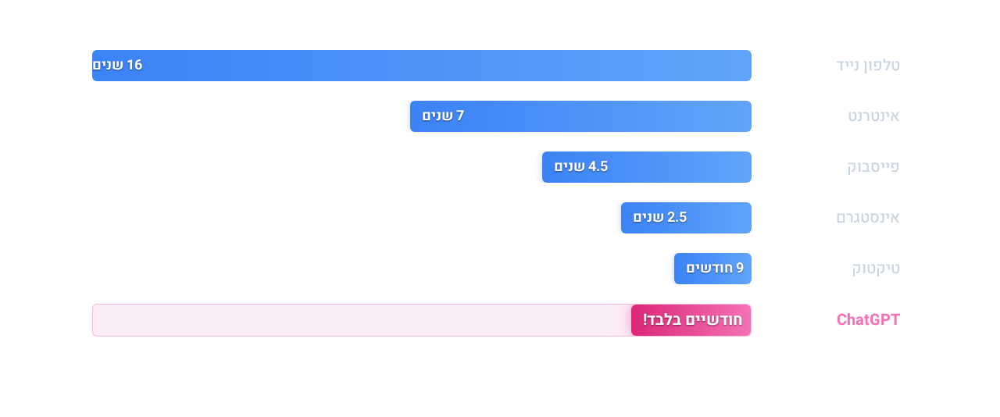 טלפון נייד
16 שנים
אינטרנט
7 שנים
פייסבוק
4.5 שנים
אינסטגרם
2.5 שנים
טיקטוק
9 חודשים
ChatGPT
חודשיים בלבד!